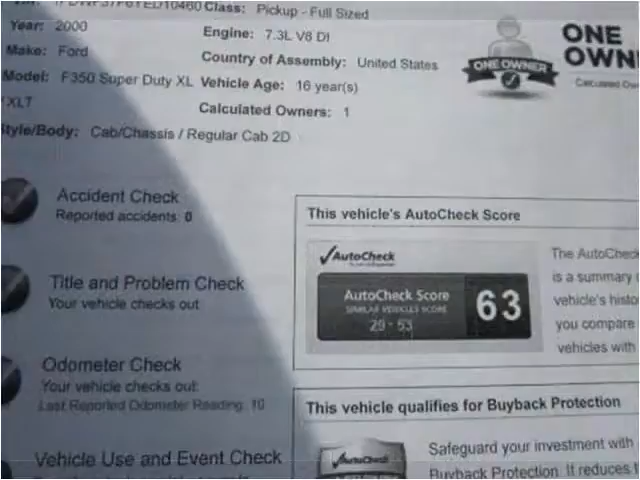 Class: Pickup - Full Sized
Year: 2000
Engine: 7.3L V8 DI
Make: Ford
Country of Assembly: United States
Model: F350 Super Duty XL
Vehicle Age: 16 year(s)
XLT
Calculated Owners: 1
Style/Body: Cab/Chassis / Regular Cab 2D
ONE OWNER
ONE
OWN
Calculated
Accident Check
Reported accidents: 0
Title and Problem Check
Your vehicle checks out
Odometer Check
Your vehicle checks out:
Last Reported Odometer Reading: 10
Vehicle Use and Event Check
This vehicle's AutoCheck Score
AutoCheck
AutoCheck Score
SIMILAR VEHICLES SCORE
63
The AutoCheck
is a summary
vehicle's histo
you compare
vehicles with
This vehicle qualifies for Buyback Protection
AutoCheck
Safeguard your investment with
Buyback Protection. It reduces